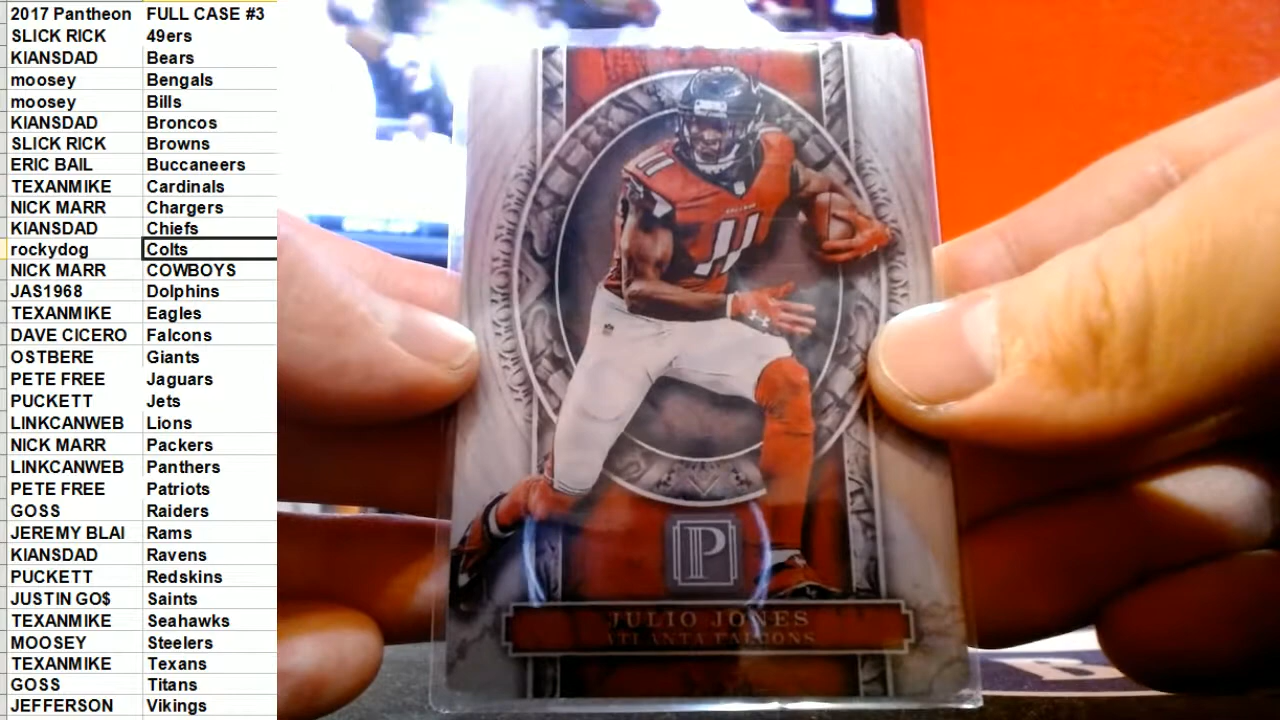 2017 Pantheon FULL CASE #3
SLICK RICK 49ers
KIANSDAD Bears
moosey Bengals
moosey Bills
KIANSDAD Broncos
SLICK RICK Browns
ERIC BAIL Buccaneers
TEXANMIKE Cardinals
NICK MARR Chargers
KIANSDAD Chiefs
rockydog Colts
NICK MARR COWBOYS
JAS1968 Dolphins
TEXANMIKE Eagles
DAVE CICERO Falcons
OSTBERE Giants
PETE FREE Jaguars
PUCKETT Jets
LINKCANWEB Lions
NICK MARR Packers
LINKCANWEB Panthers
PETE FREE Patriots
GOSS Raiders
JEREMY BLAI Rams
KIANSDAD Ravens
PUCKETT Redskins
JUSTIN GO$ Saints
TEXANMIKE Seahawks
MOOSEY Steelers
TEXANMIKE Texans
GOSS Titans
JEFFERSON Vikings
11
11
P
JULIO JONES
ATLANTA FALCONS